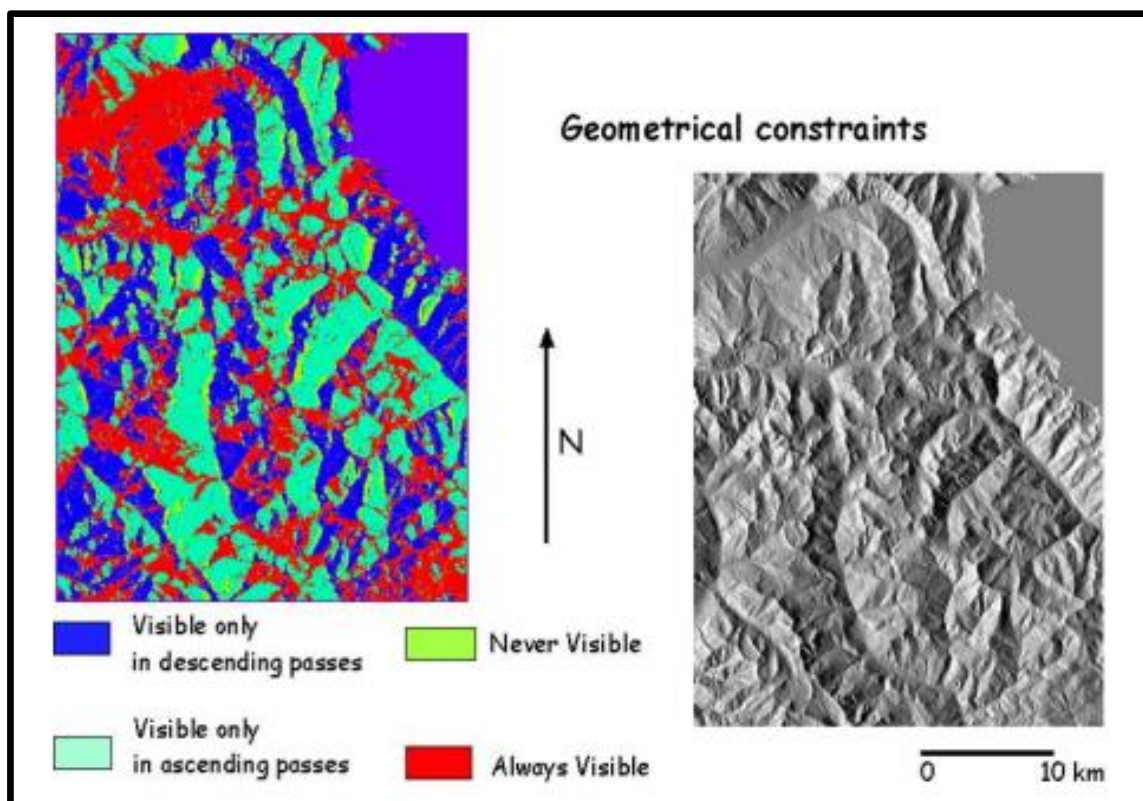 Geometrical constraints
N
Visible only
in descending passes
Never Visible
Visible only
in ascending passes
Always Visible
0 10 km